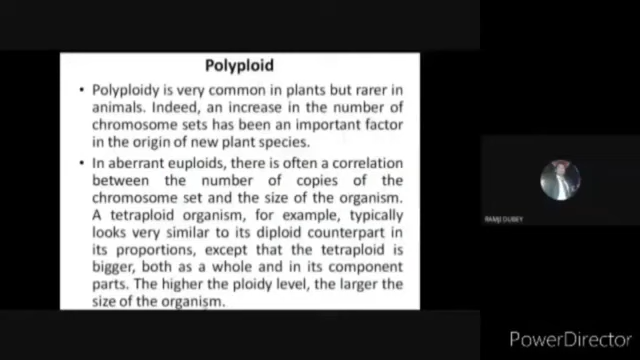 Polyploid
• Polyploidy is very common in plants but rarer in
animals. Indeed, an increase in the number of
chromosome sets has been an important factor
in the origin of new plant species.
• In aberrant euploids, there is often a correlation
between the number of copies of the
chromosome set and the size of the organism.
A tetraploid organism, for example, typically
looks very similar to its diploid counterpart in
its proportions, except that the tetraploid is
bigger, both as a whole and in its component
parts. The higher the ploidy level, the larger the
size of the organism.
RAMJI DUBEY
PowerDirector